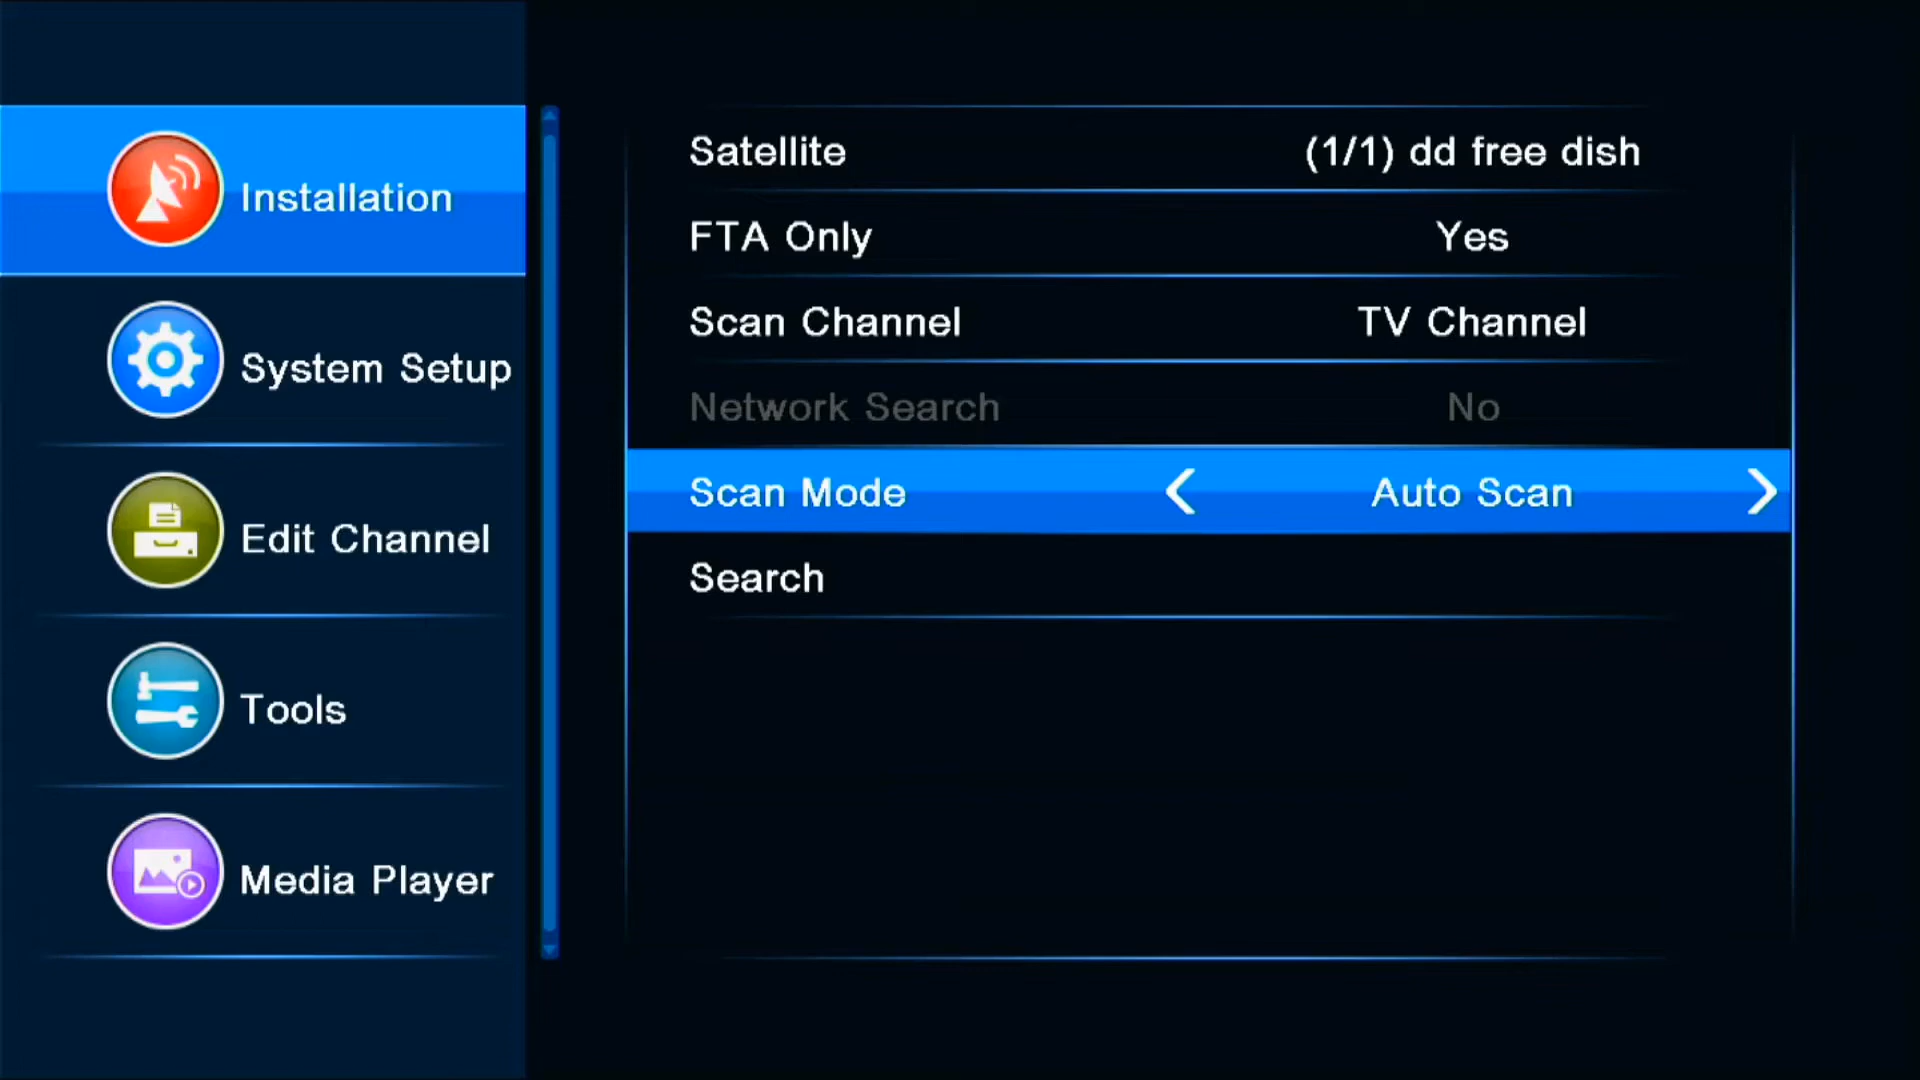 Installation
System Setup
Edit Channel
Tools
Media Player
Satellite (1/1) dd free dish
FTA Only Yes
Scan Channel TV Channel
Network Search No
Scan Mode Auto Scan
Search